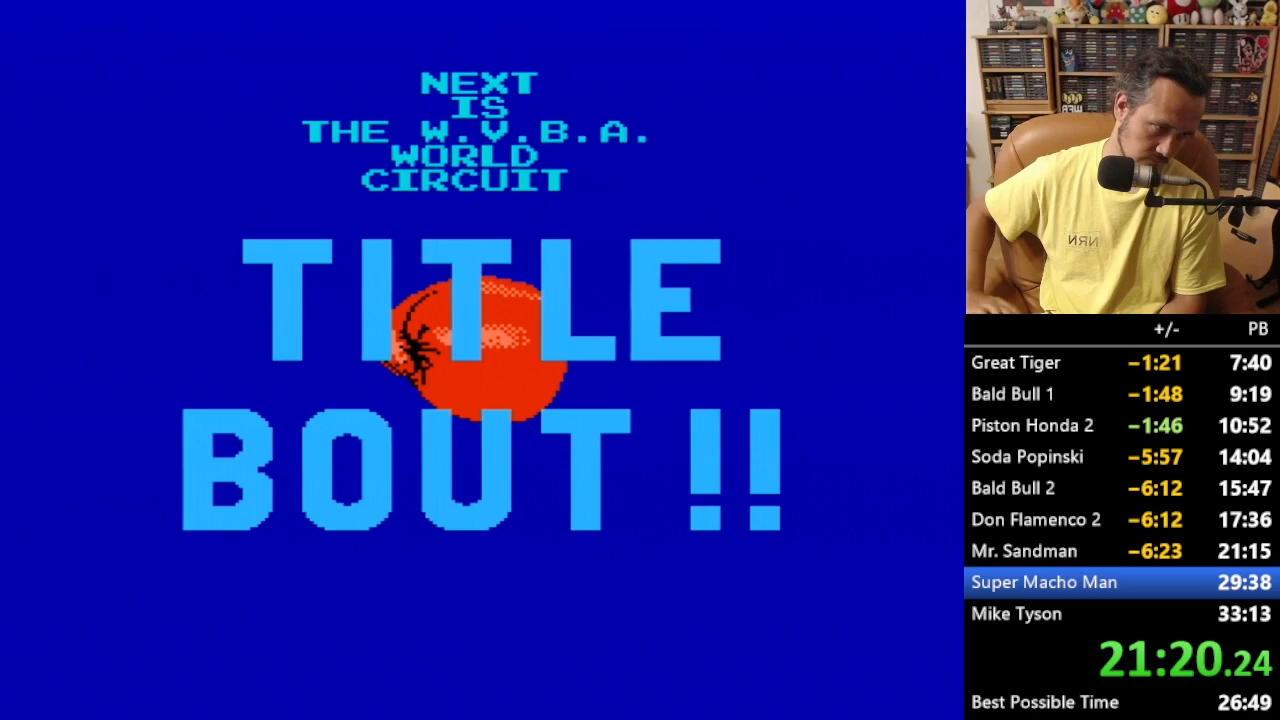 NEXT
IS
THE W.V.B.A.
WORLD
CIRCUIT
TITLE
BOUT!!
NRN
+/- PB
Great Tiger −1:21 7:40
Bald Bull 1 −1:48 9:19
Piston Honda 2 −1:46 10:52
Soda Popinski −5:57 14:04
Bald Bull 2 −6:12 15:47
Don Flamenco 2 −6:12 17:36
Mr. Sandman −6:23 21:15
Super Macho Man 29:38
Mike Tyson 33:13
21:20.24
Best Possible Time 26:49